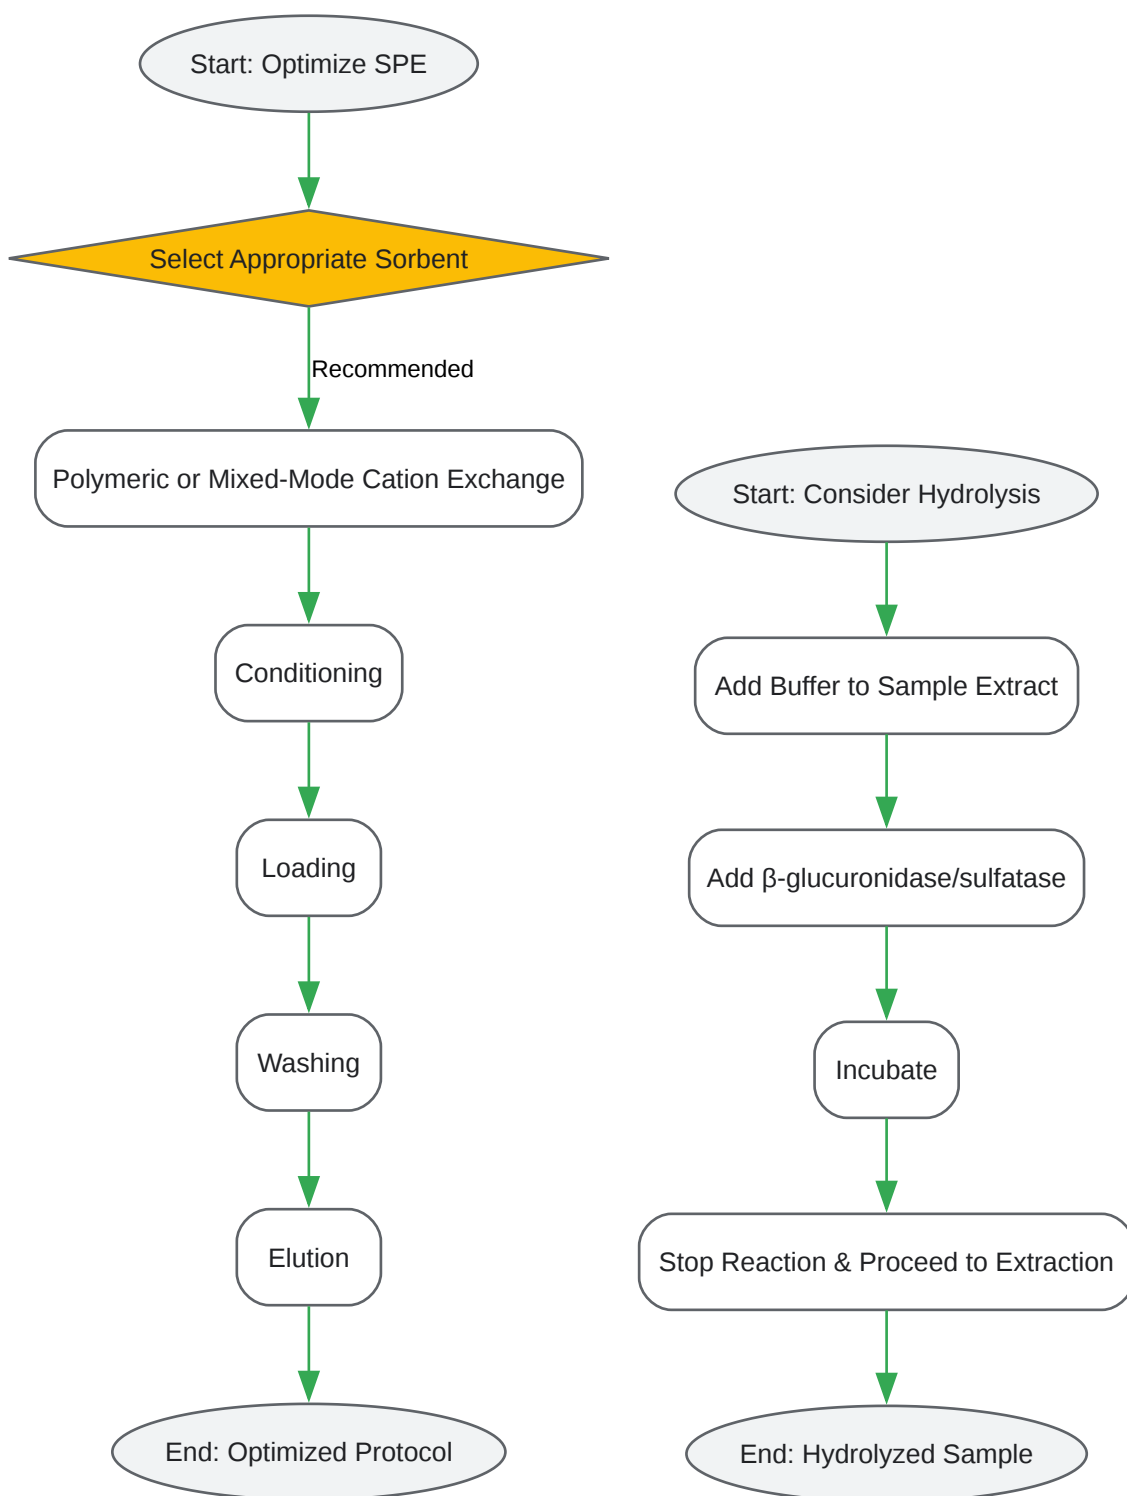 Start: Optimize SPE
Select Appropriate Sorbent
Recommended
Polymeric or Mixed-Mode Cation Exchange
Conditioning
Loading
Washing
Elution
End: Optimized Protocol
Start: Consider Hydrolysis
Add Buffer to Sample Extract
Add β-glucuronidase/sulfatase
Incubate
Stop Reaction & Proceed to Extraction
End: Hydrolyzed Sample